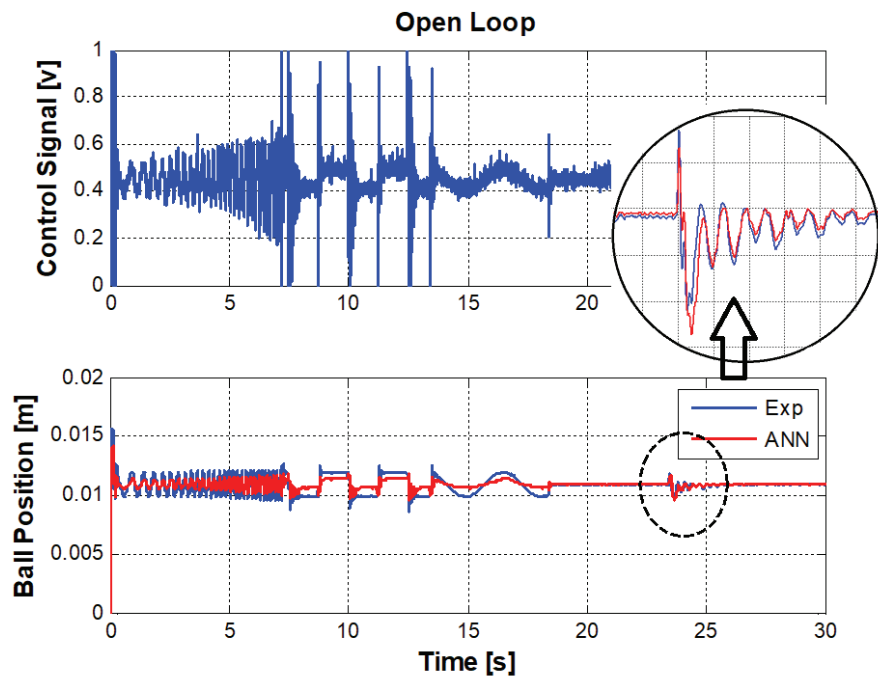 Open Loop
Control Signal [v]
1
0.8
0.6
0.4
0.2
0
0 5 10 15 20
Ball Position [m]
0.02
0.015
0.01
0.005
0
Exp
ANN
0 5 10 15 20 25 30
Time [s]